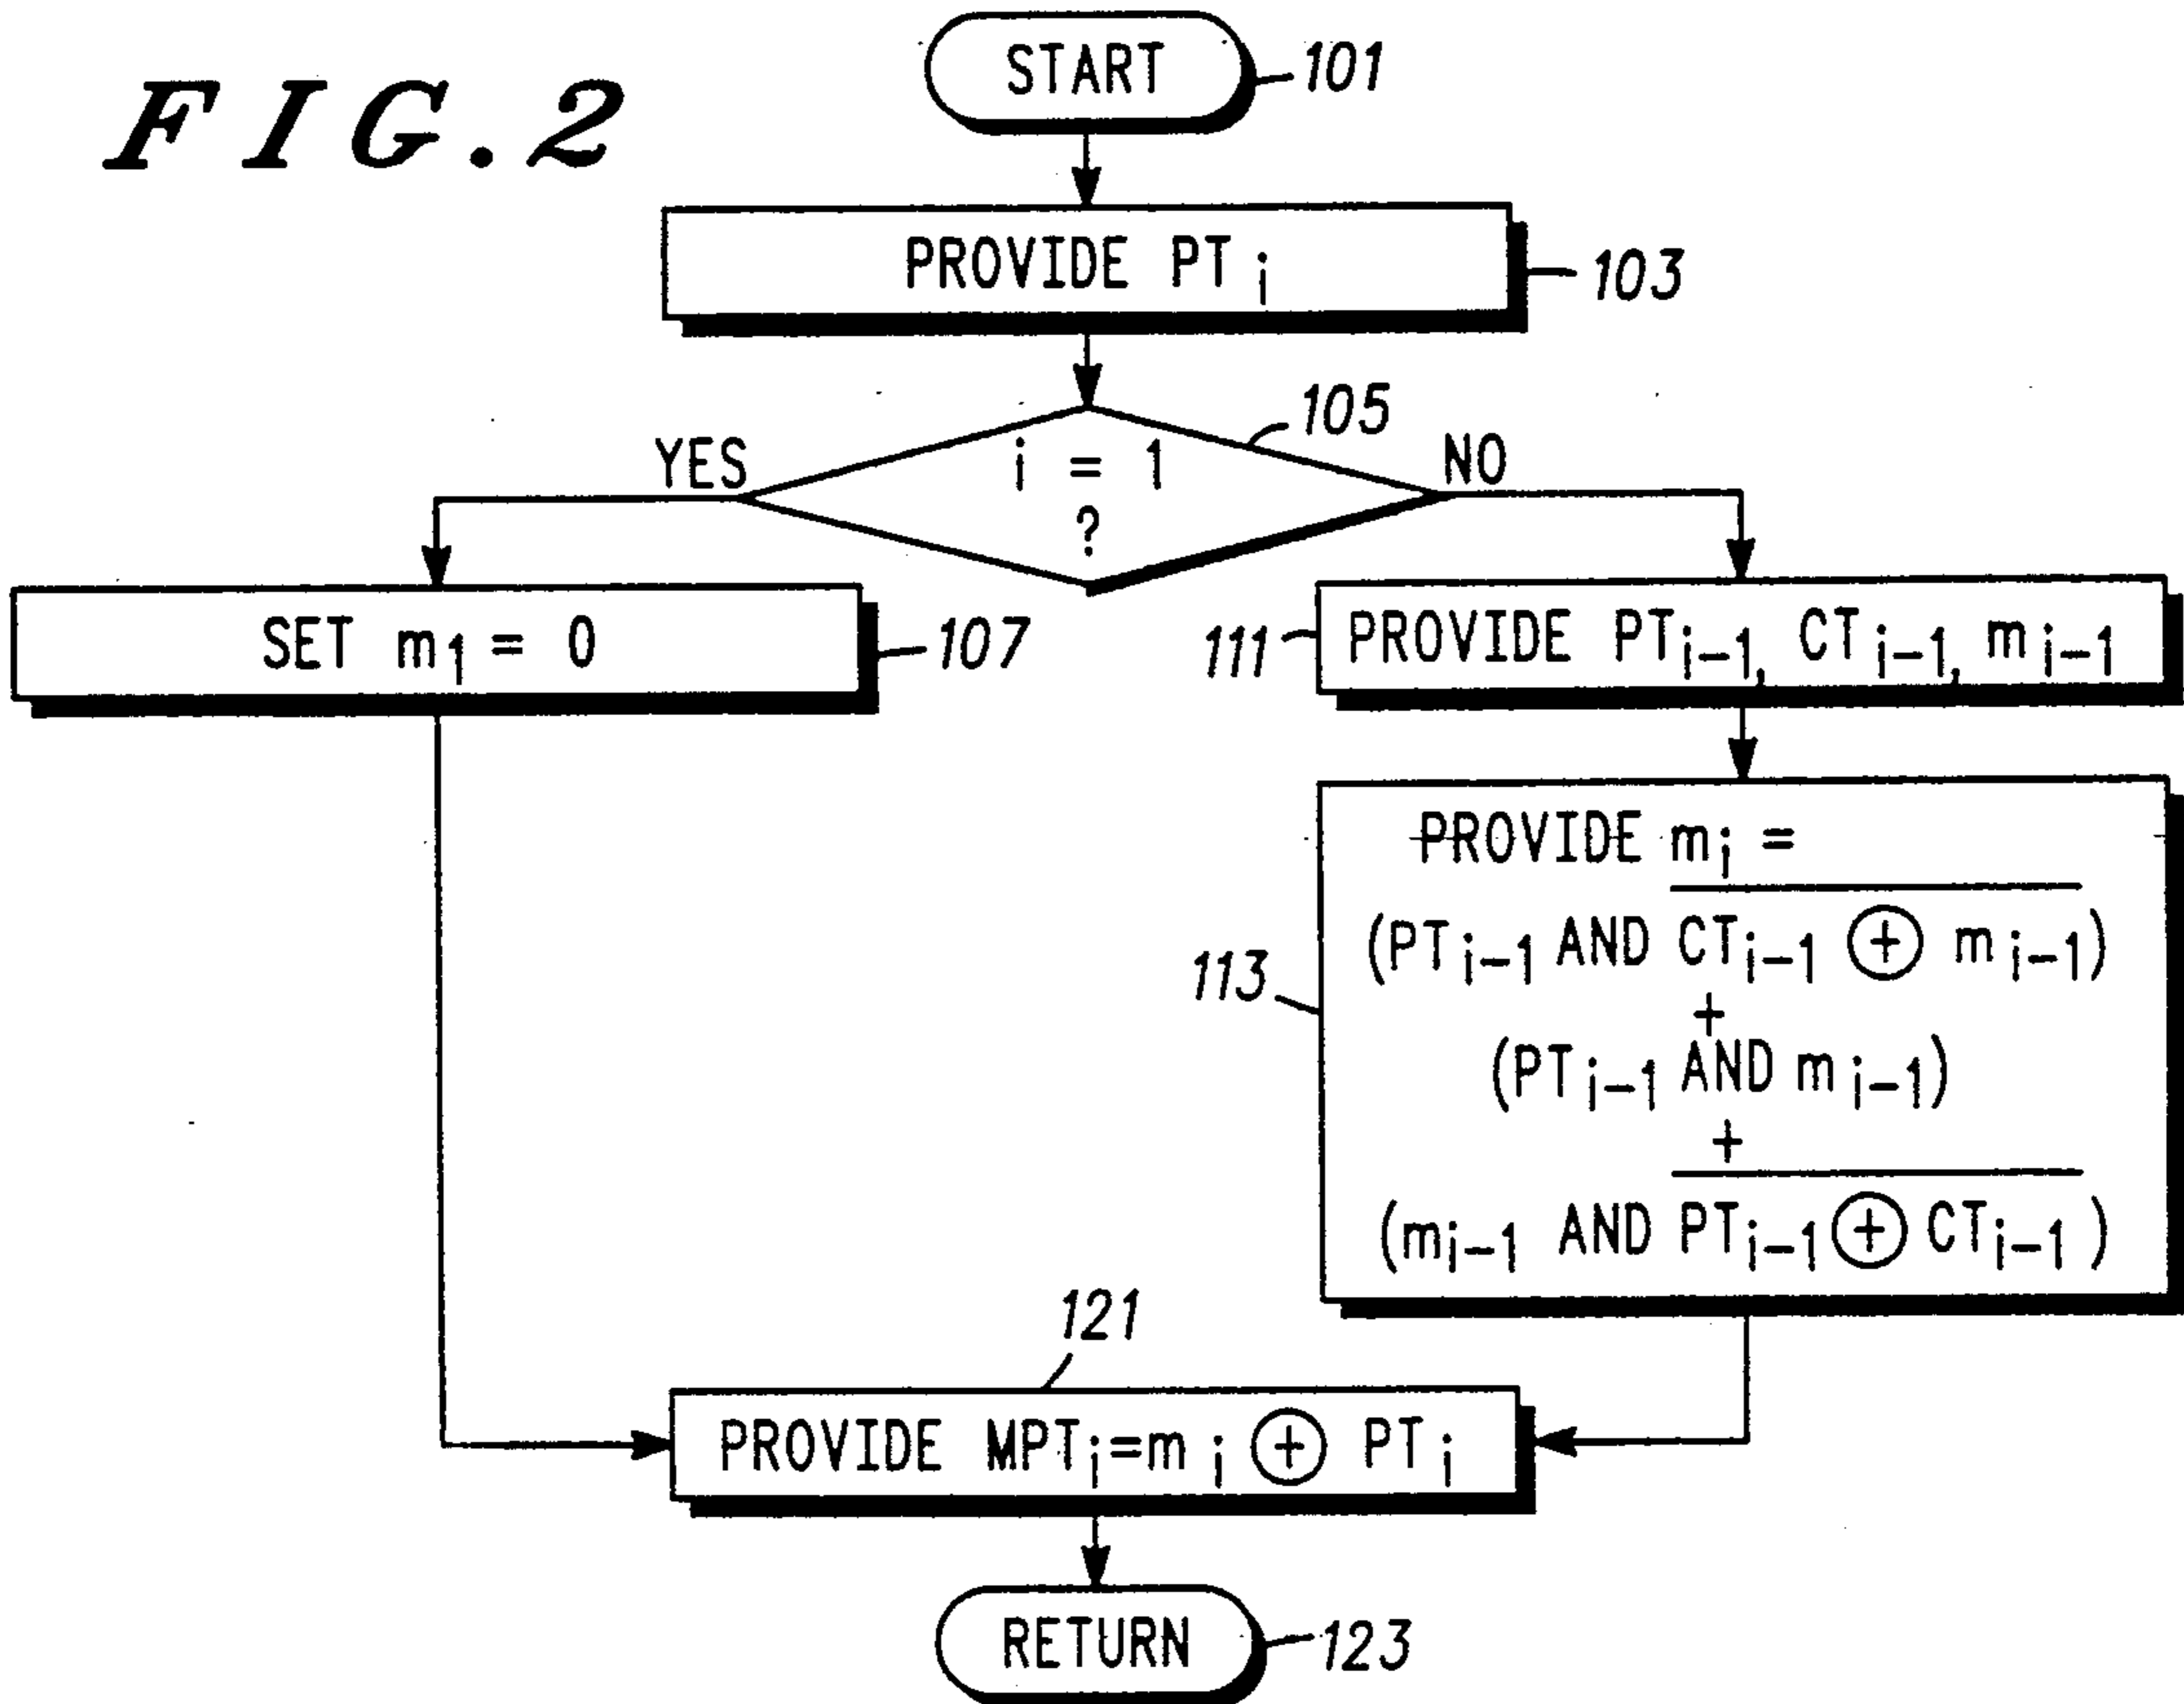 FIG.2
START
101
PROVIDE PT i
103
105
i = 1
?
YES
NO
SET m1 = 0
107
111
PROVIDE PTi-1, CTi-1, mi-1
113
PROVIDE mi =
(PTi-1 AND CTi-1 ⊕ mi-1)
+
(PTi-1 AND mi-1)
+
(mi-1 AND PTi-1 ⊕ CTi-1)
121
PROVIDE MPTi=mi ⊕ PTi
RETURN
123